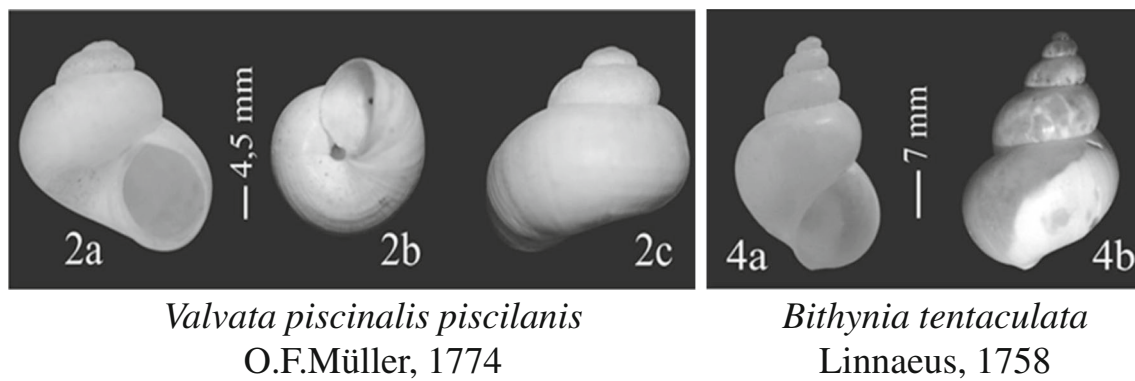 2a
4,5 mm
2b
2c
4a
7 mm
4b
Valvata piscinalis piscilanis
O.F.Müller, 1774
Bithynia tentaculata
Linnaeus, 1758